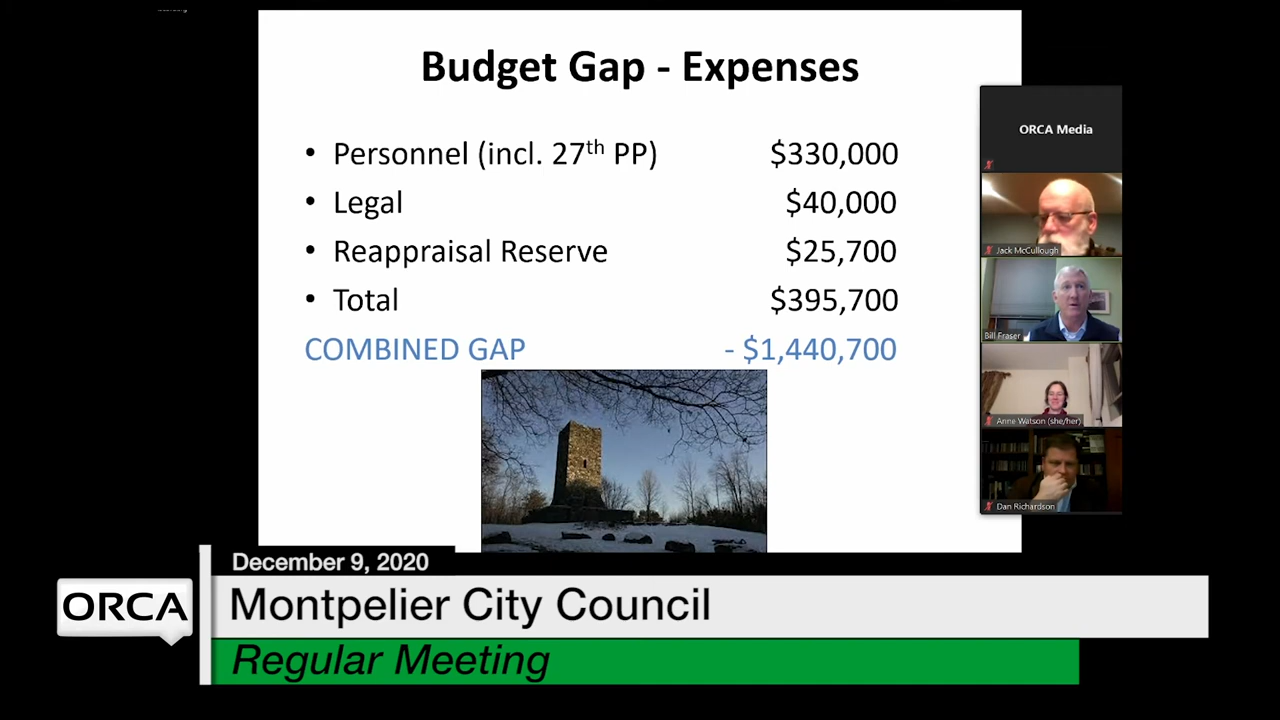 Budget Gap - Expenses
• Personnel (incl. 27th PP) $330,000
• Legal $40,000
• Reappraisal Reserve $25,700
• Total $395,700
COMBINED GAP - $1,440,700
ORCA Media
Jack McCullough
Bill Fraser
Anne Watson (she/her)
Dan Richardson
December 9, 2020
ORCA
Montpelier City Council
Regular Meeting